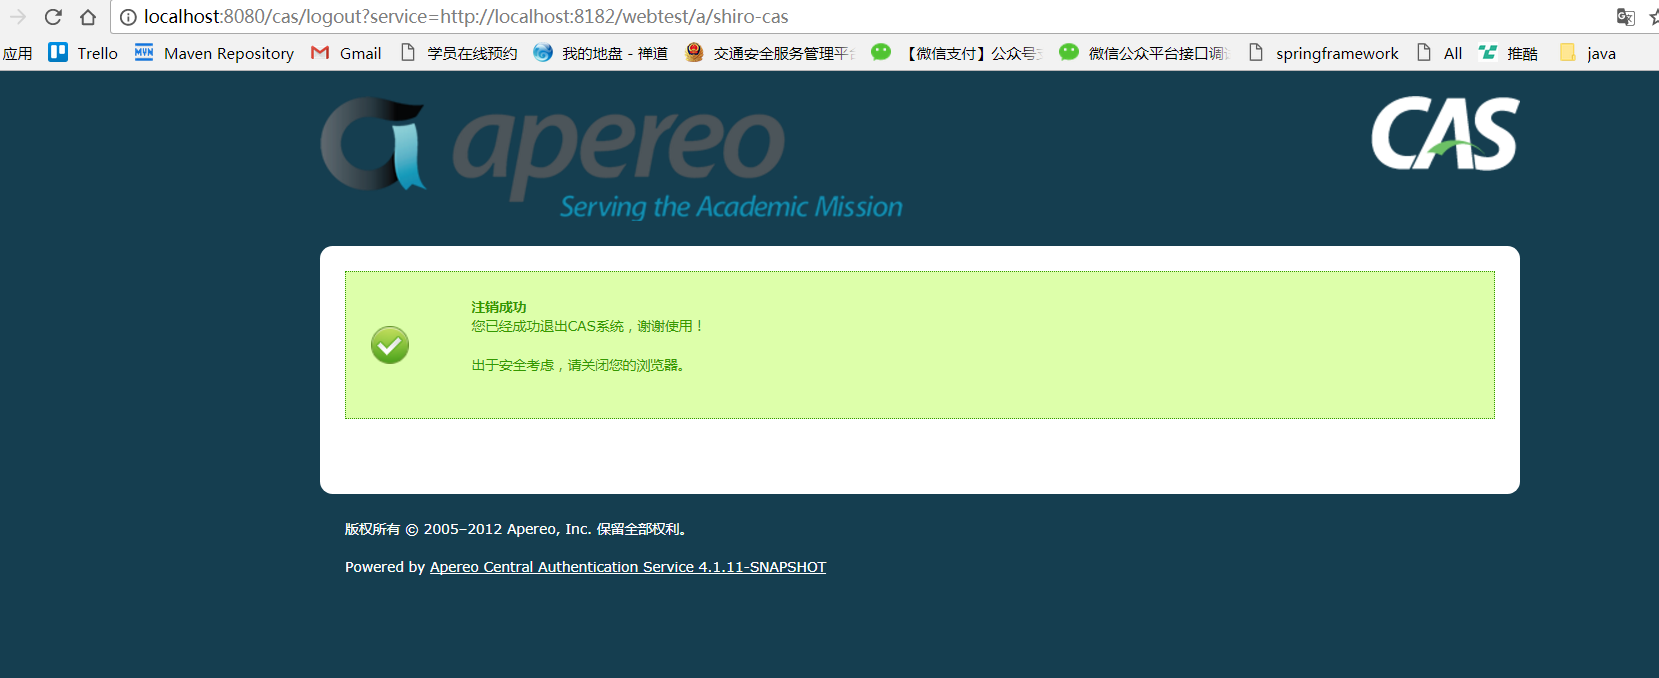 localhost:8080/cas/logout?service=http://localhost:8182/webtest/a/shiro-cas
应用 Trello Maven Repository Gmail 学员在线预约 我的地盘 - 禅道 交通安全服务管理平 【微信支付】公众号 微信公众平台接口调 springframework All 推酷 java
apereo
Serving the Academic Mission
CAS
注销成功
您已经成功退出CAS系统，谢谢使用！
出于安全考虑，请关闭您的浏览器。
版权所有 © 2005–2012 Apereo, Inc. 保留全部权利。
Powered by Apereo Central Authentication Service 4.1.11-SNAPSHOT